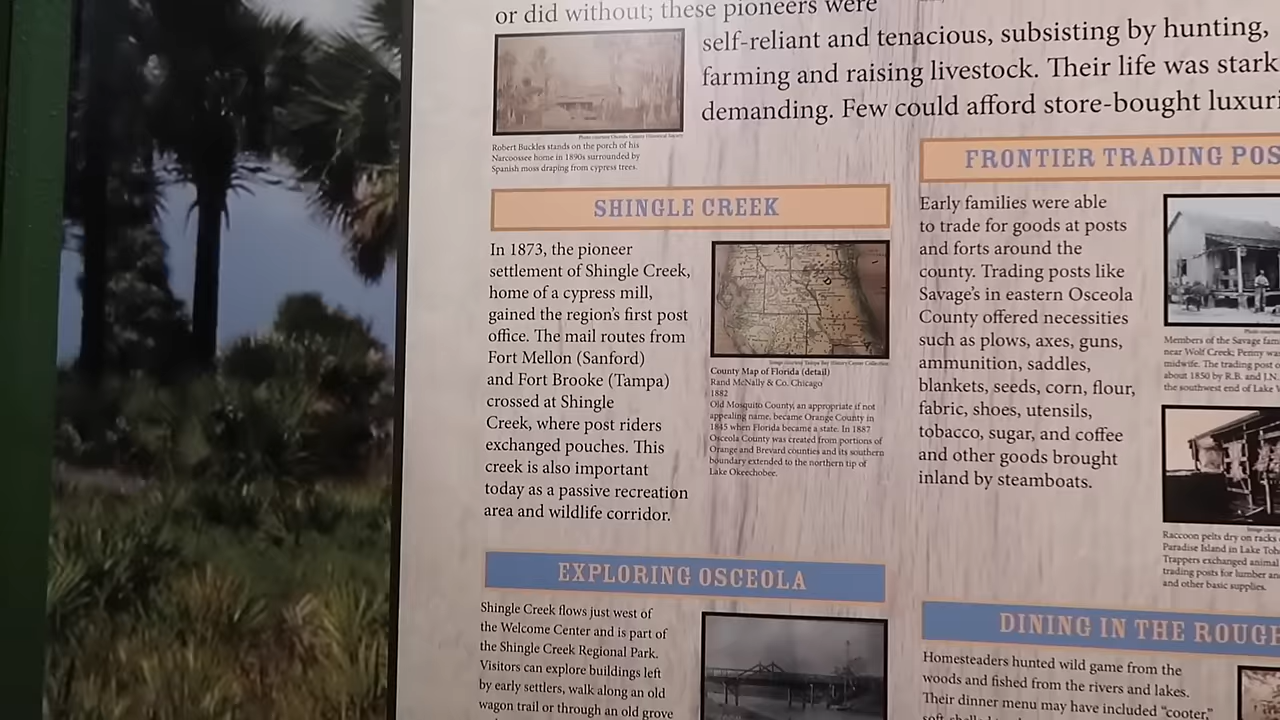 or did without; these pioneers were
self-reliant and tenacious, subsisting by hunting,
farming and raising livestock. Their life was stark
demanding. Few could afford store-bought luxuri
Photo courtesy Osceola County Historical Society
Robert Buckles stands on the porch of his
Narcoossee home in 1890s surrounded by
Spanish moss draping from cypress trees.
SHINGLE CREEK
In 1873, the pioneer
settlement of Shingle Creek,
home of a cypress mill,
gained the region's first post
office. The mail routes from
Fort Mellon (Sanford)
and Fort Brooke (Tampa)
crossed at Shingle
Creek, where post riders
exchanged pouches. This
creek is also important
today as a passive recreation
area and wildlife corridor.
Image courtesy Tampa Bay History Center Collection
County Map of Florida (detail)
Rand McNally & Co. Chicago
1882
Old Mosquito County, an appropriate if not
appealing name, became Orange County in
1845 when Florida became a state. In 1887
Osceola County was created from portions of
Orange and Brevard counties and its southern
boundary extended to the northern tip of
Lake Okeechobee.
EXPLORING OSCEOLA
Shingle Creek flows just west of
the Welcome Center and is part of
the Shingle Creek Regional Park.
Visitors can explore buildings left
by early settlers, walk along an old
wagon trail or through an old grove
FRONTIER TRADING POS
Early families were able
to trade for goods at posts
and forts around the
county. Trading posts like
Savage's in eastern Osceola
County offered necessities
such as plows, axes, guns,
ammunition, saddles,
blankets, seeds, corn, flour,
fabric, shoes, utensils,
tobacco, sugar, and coffee
and other goods brought
inland by steamboats.
Members of the Savage fam
near Wolf Creek; Penny wa
midwife. The trading post o
about 1850 by R.B. and J.N.
the southwest end of Lake
Raccoon pelts dry on racks
Paradise Island in Lake Toh
Trappers exchanged animal
trading posts for lumber an
and other basic supplies.
DINING IN THE ROUG
Homesteaders hunted wild game from the
woods and fished from the rivers and lakes.
Their dinner menu may have included "cooter"